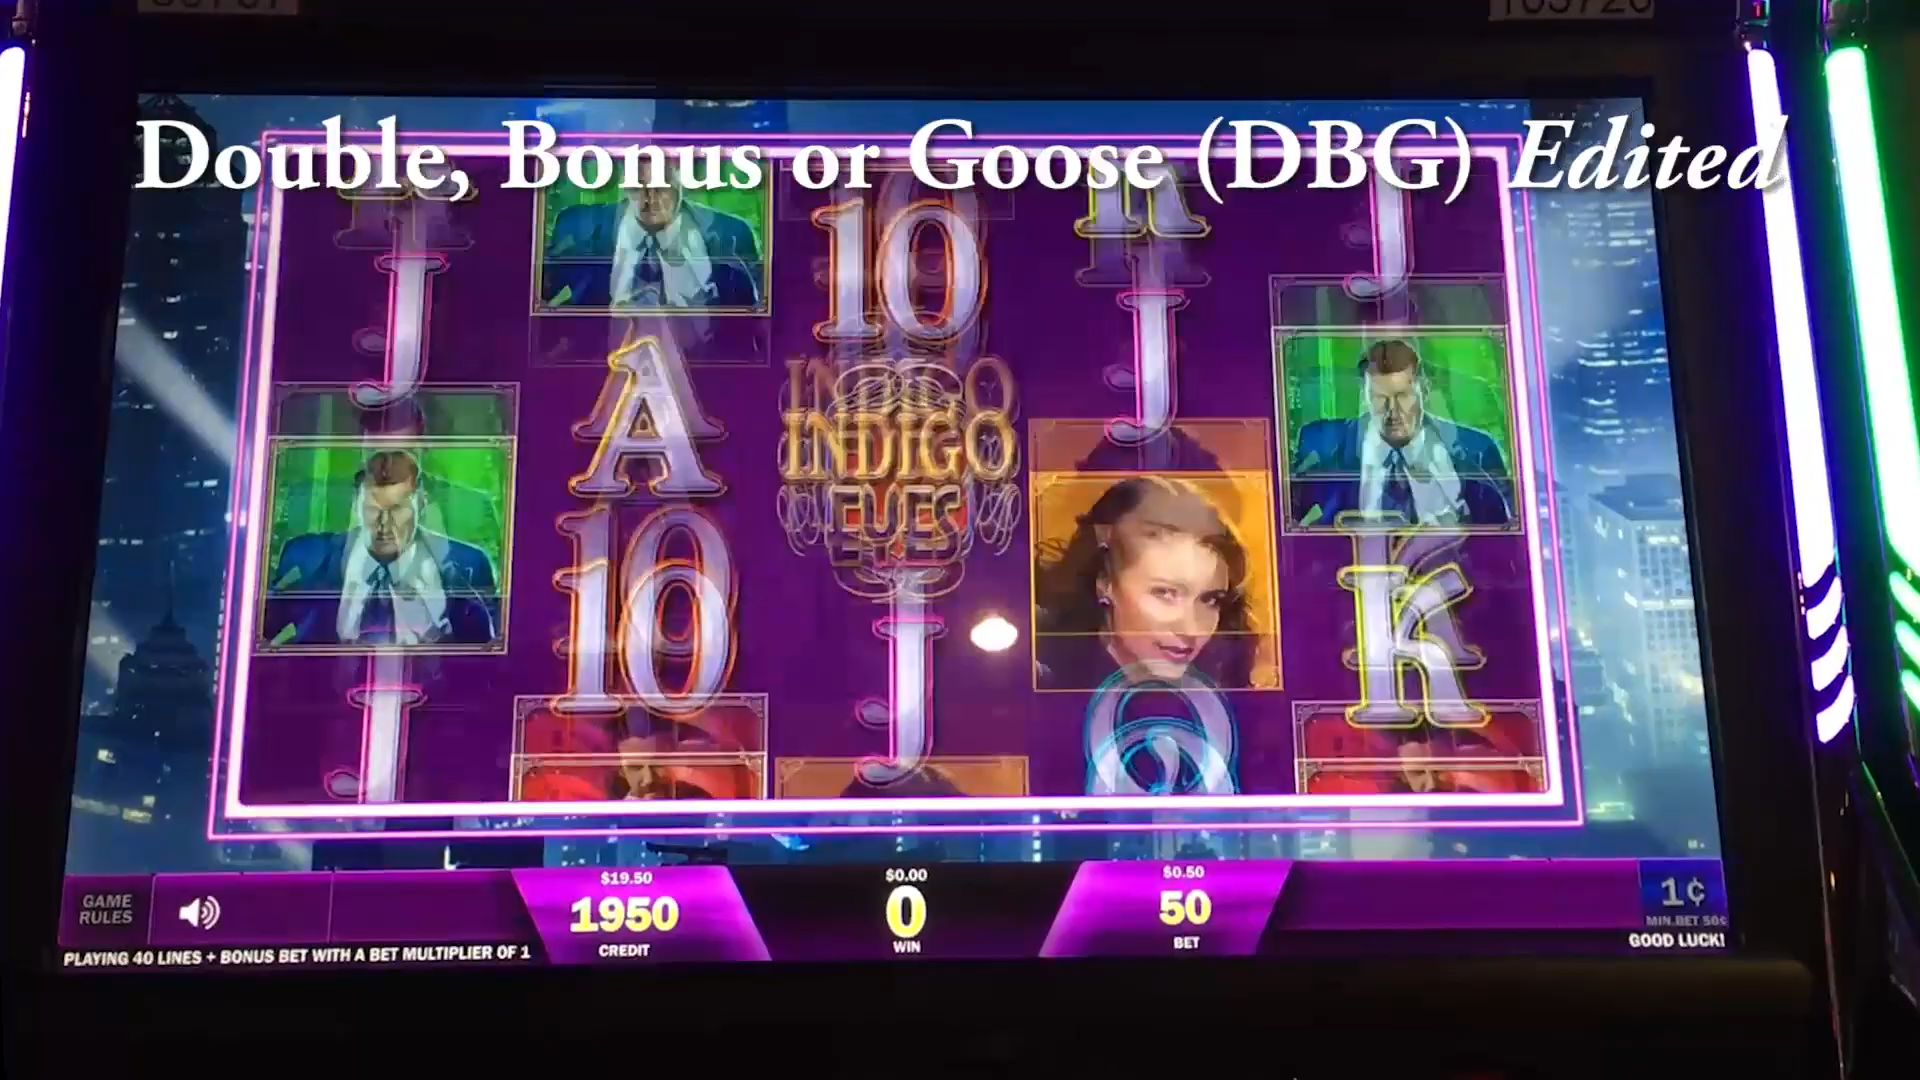 Double, Bonus or Goose (DBG) Edited
J
10
J
J
A
INDIGO
INDIGO
EYES
10
K
J
J
Q
GAME
RULES
$19.50
1950
CREDIT
$0.00
0
WIN
$0.50
50
BET
1¢
MIN.BET 50¢
GOOD LUCK!
PLAYING 40 LINES + BONUS BET WITH A BET MULTIPLIER OF 1